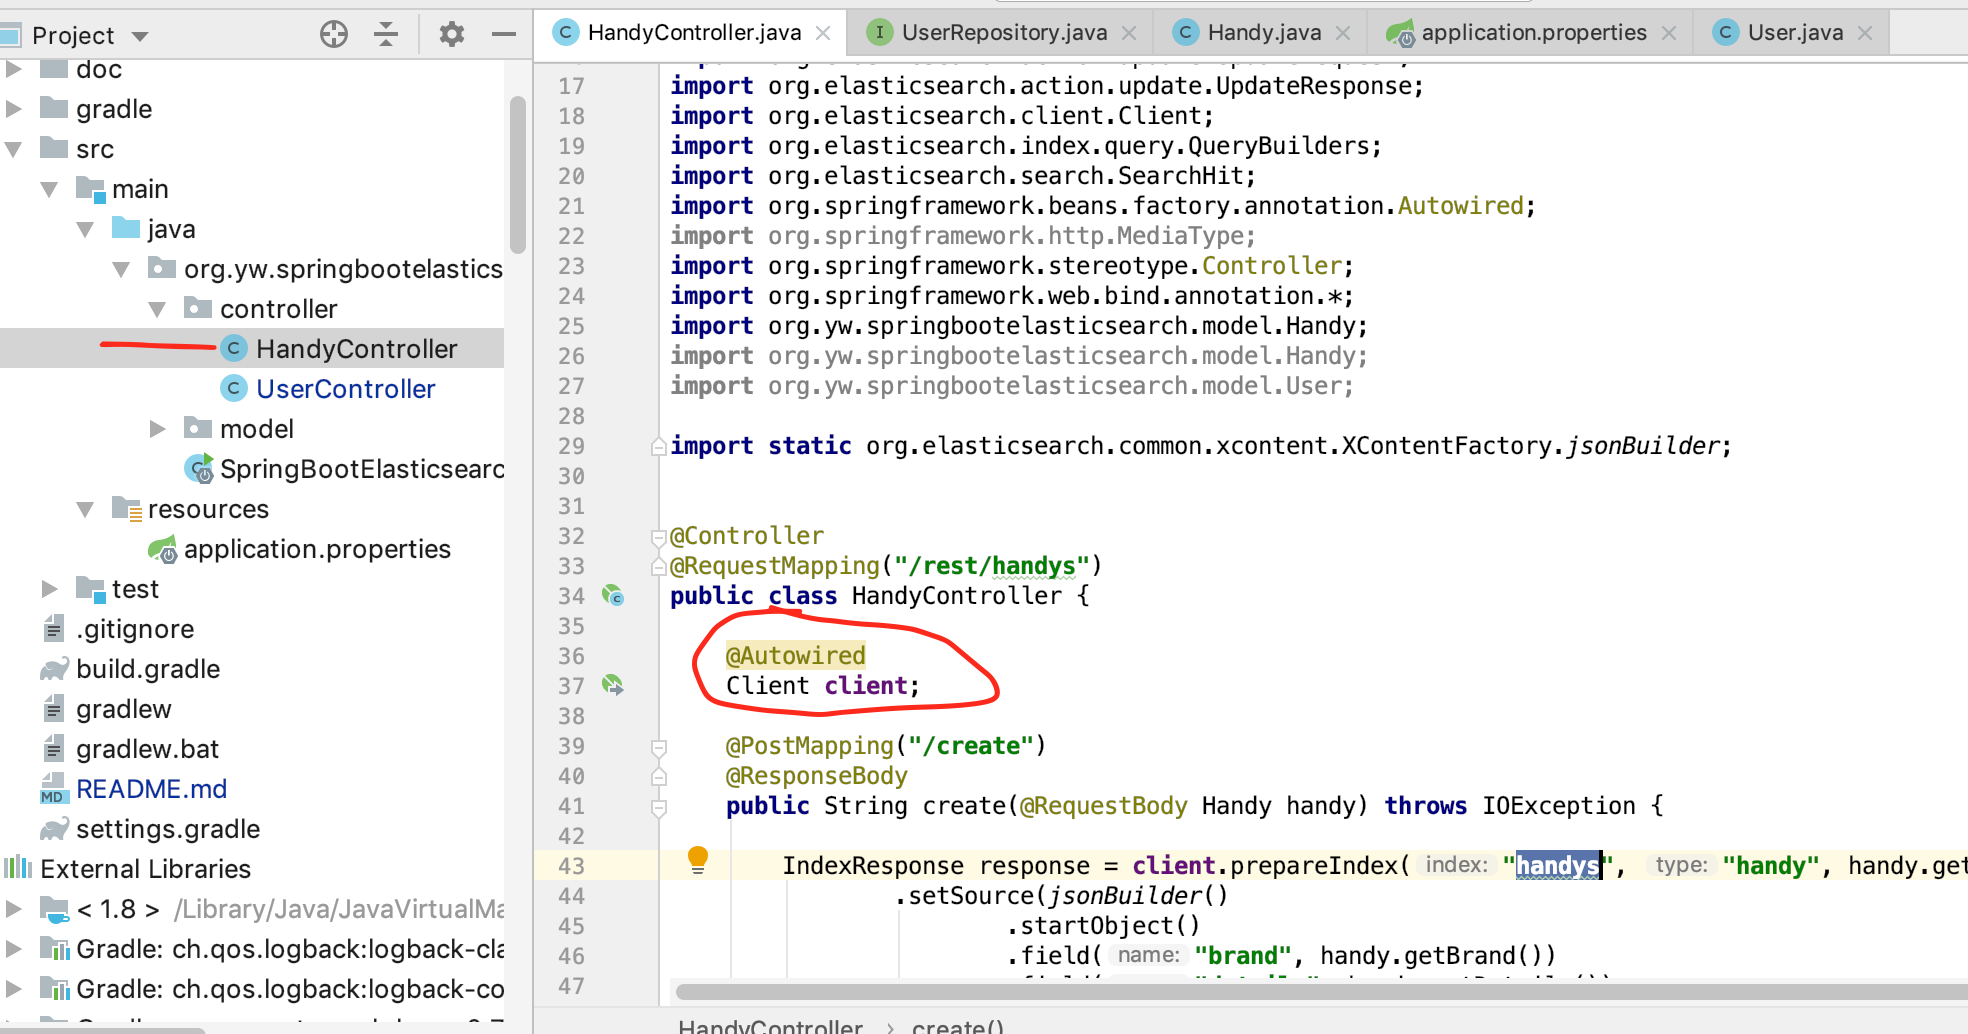 Project
doc
gradle
src
main
java
org.yw.springbootelastics
controller
HandyController
UserController
model
SpringBootElasticsearc
resources
application.properties
test
.gitignore
build.gradle
gradlew
gradlew.bat
MD README.md
settings.gradle
External Libraries
< 1.8 > /Library/Java/JavaVirtualMa
Gradle: ch.qos.logback:logback-cla
Gradle: ch.qos.logback:logback-co
C HandyController.java I UserRepository.java C Handy.java application.properties C User.java
17 import org.elasticsearch.action.update.UpdateResponse;
18 import org.elasticsearch.client.Client;
19 import org.elasticsearch.index.query.QueryBuilders;
20 import org.elasticsearch.search.SearchHit;
21 import org.springframework.beans.factory.annotation.Autowired;
22 import org.springframework.http.MediaType;
23 import org.springframework.stereotype.Controller;
24 import org.springframework.web.bind.annotation.*;
25 import org.yw.springbootelasticsearch.model.Handy;
26 import org.yw.springbootelasticsearch.model.Handy;
27 import org.yw.springbootelasticsearch.model.User;
28
29 import static org.elasticsearch.common.xcontent.XContentFactory.jsonBuilder;
30
31
32 @Controller
33 @RequestMapping("/rest/handys")
34 public class HandyController {
35
36 @Autowired
37 Client client;
38
39 @PostMapping("/create")
40 @ResponseBody
41 public String create(@RequestBody Handy handy) throws IOException {
42
43 IndexResponse response = client.prepareIndex( index: "handys", type: "handy", handy.get
44 .setSource(jsonBuilder()
45 .startObject()
46 .field( name: "brand", handy.getBrand())
47
HandyController › create()